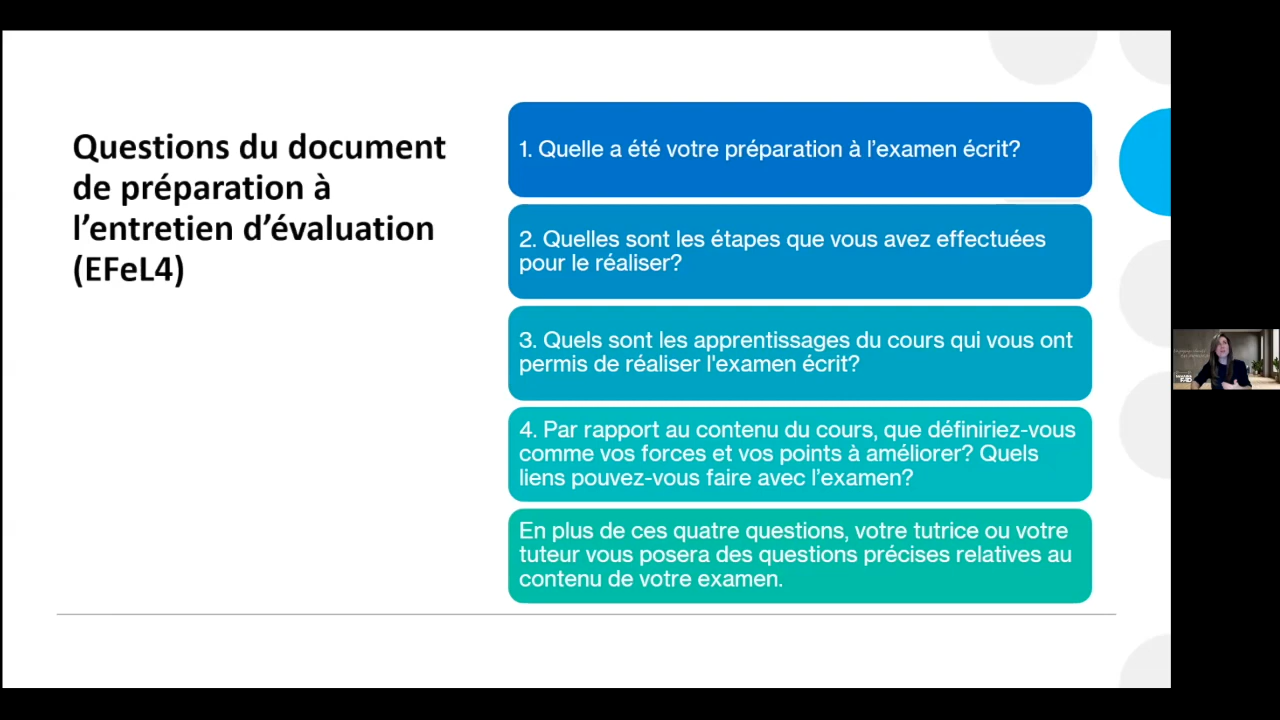 Questions du document
de préparation à
l’entretien d’évaluation
(EFeL4)
1. Quelle a été votre préparation à l’examen écrit?
2. Quelles sont les étapes que vous avez effectuées
pour le réaliser?
3. Quels sont les apprentissages du cours qui vous ont
permis de réaliser l'examen écrit?
4. Par rapport au contenu du cours, que définiriez-vous
comme vos forces et vos points à améliorer? Quels
liens pouvez-vous faire avec l’examen?
En plus de ces quatre questions, votre tutrice ou votre
tuteur vous posera des questions précises relatives au
contenu de votre examen.